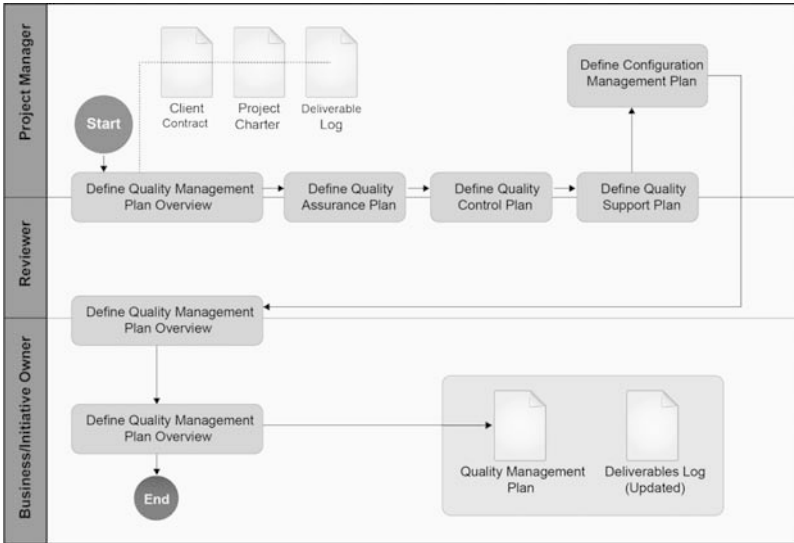 Project Manager
Client
Contract
Project
Charter
Deliverable
Log
Define Configuration
Management Plan
Start
Define Quality Management
Plan Overview
Define Quality
Assurance Plan
Define Quality
Control Plan
Define Quality
Support Plan
Reviewer
Define Quality Management
Plan Overview
Business/Initiative Owner
Define Quality Management
Plan Overview
Quality Management
Plan
Deliverables Log
(Updated)
End